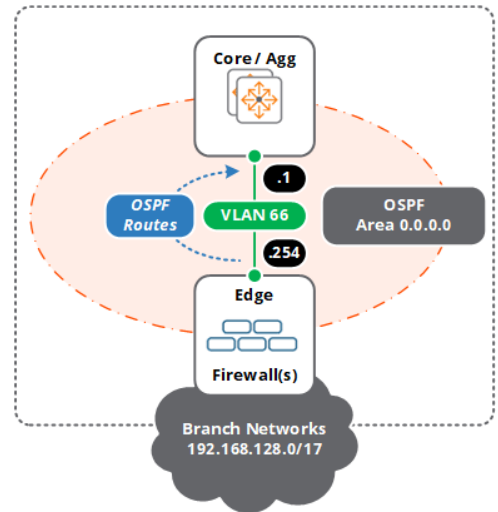 Core / Agg
.1
OSPF
Routes
VLAN 66
OSPF
Area 0.0.0.0
.254
Edge
Firewall(s)
Branch Networks
192.168.128.0/17